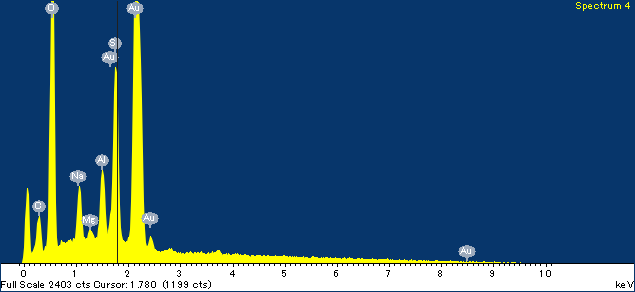 Spectrum 4
O Au
Si
Au
Al
Na
O
Mg Au
Au
0 1 2 3 4 5 6 7 8 9 10
Full Scale 2403 cts Cursor: 1.780 (1199 cts) keV